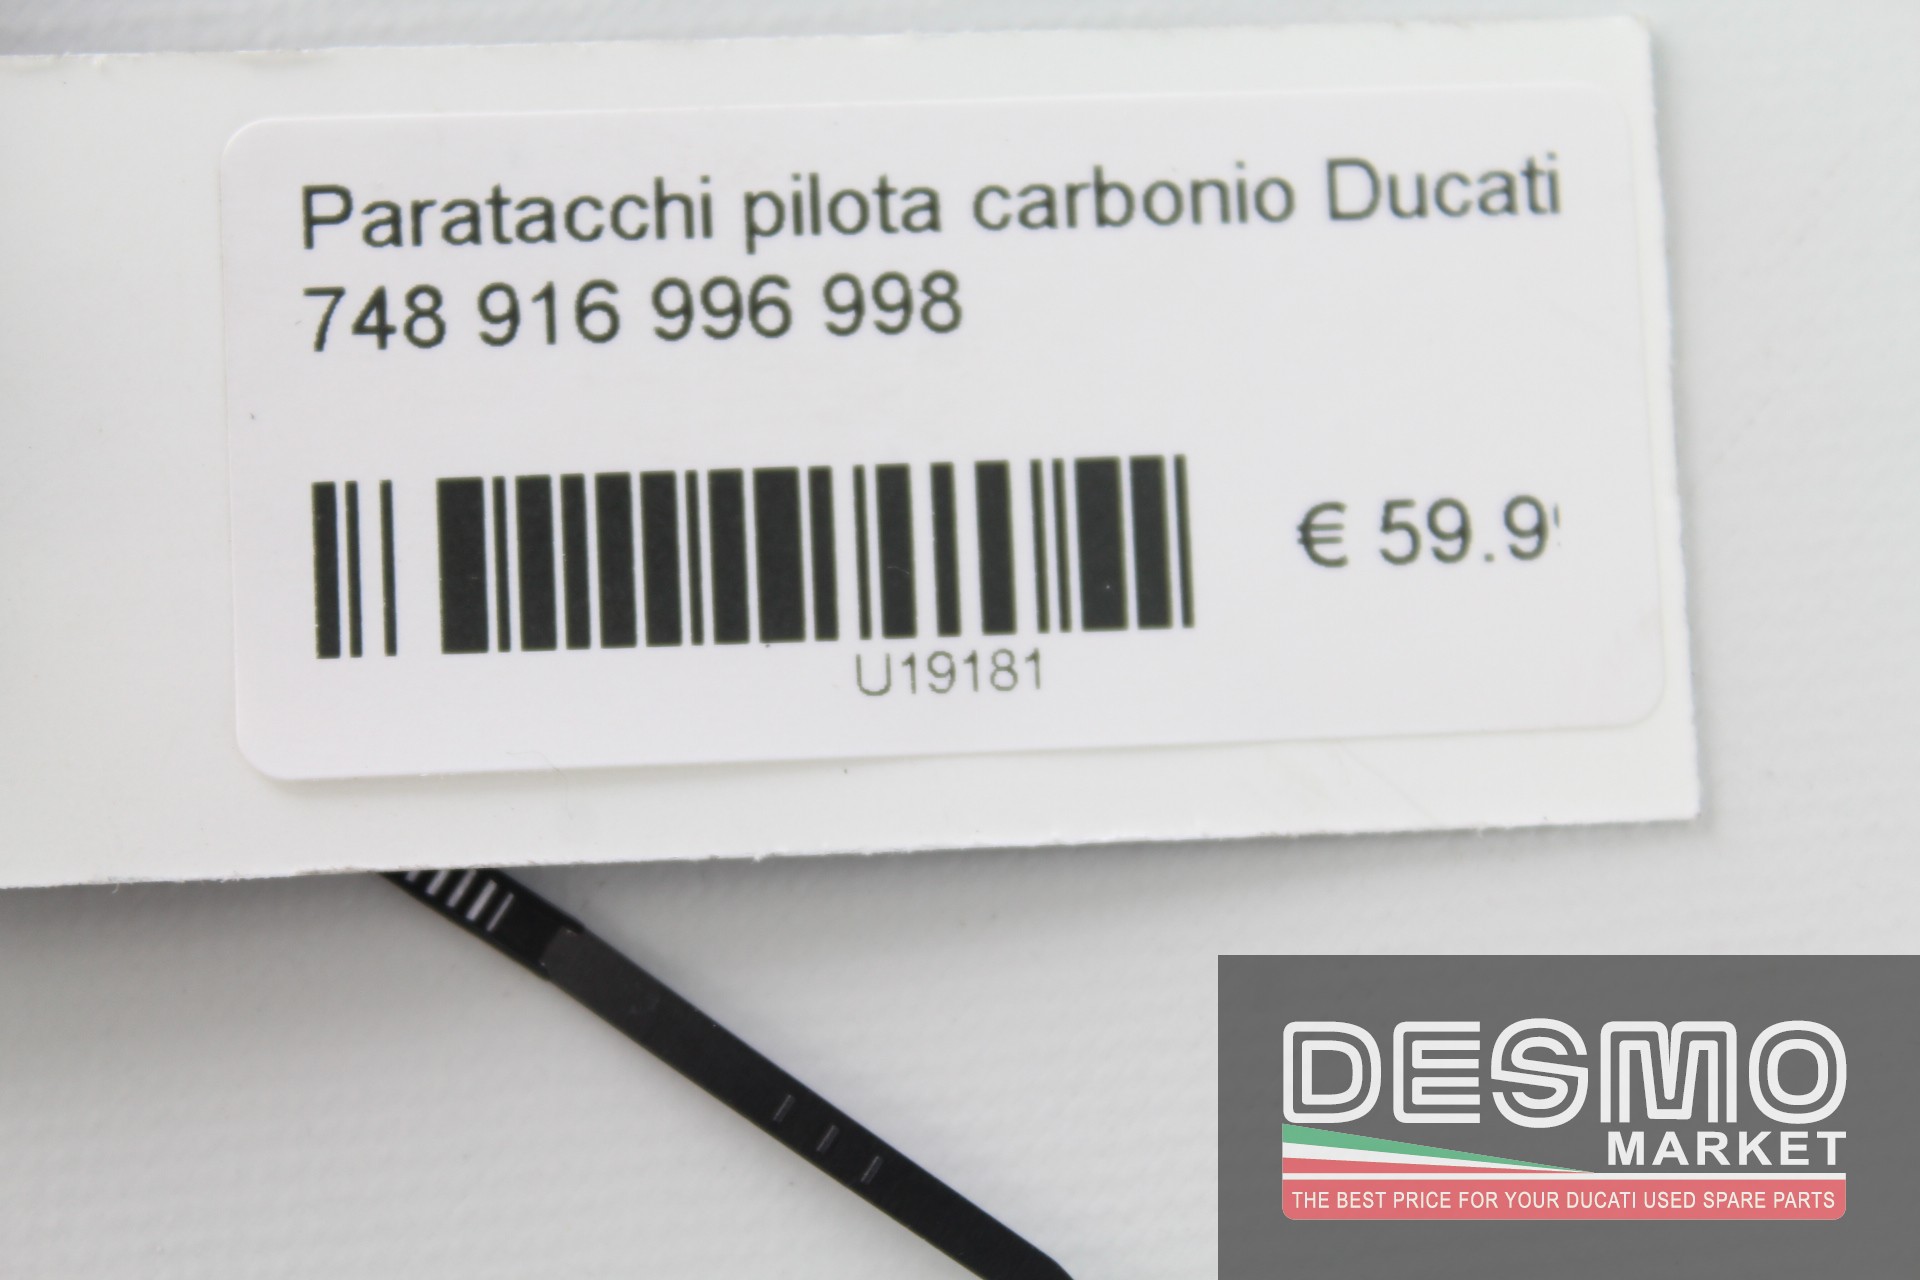 Paratacchi pilota carbonio Ducati
748 916 996 998
€ 59.9
U19181
DESMO
MARKET
THE BEST PRICE FOR YOUR DUCATI USED SPARE PARTS